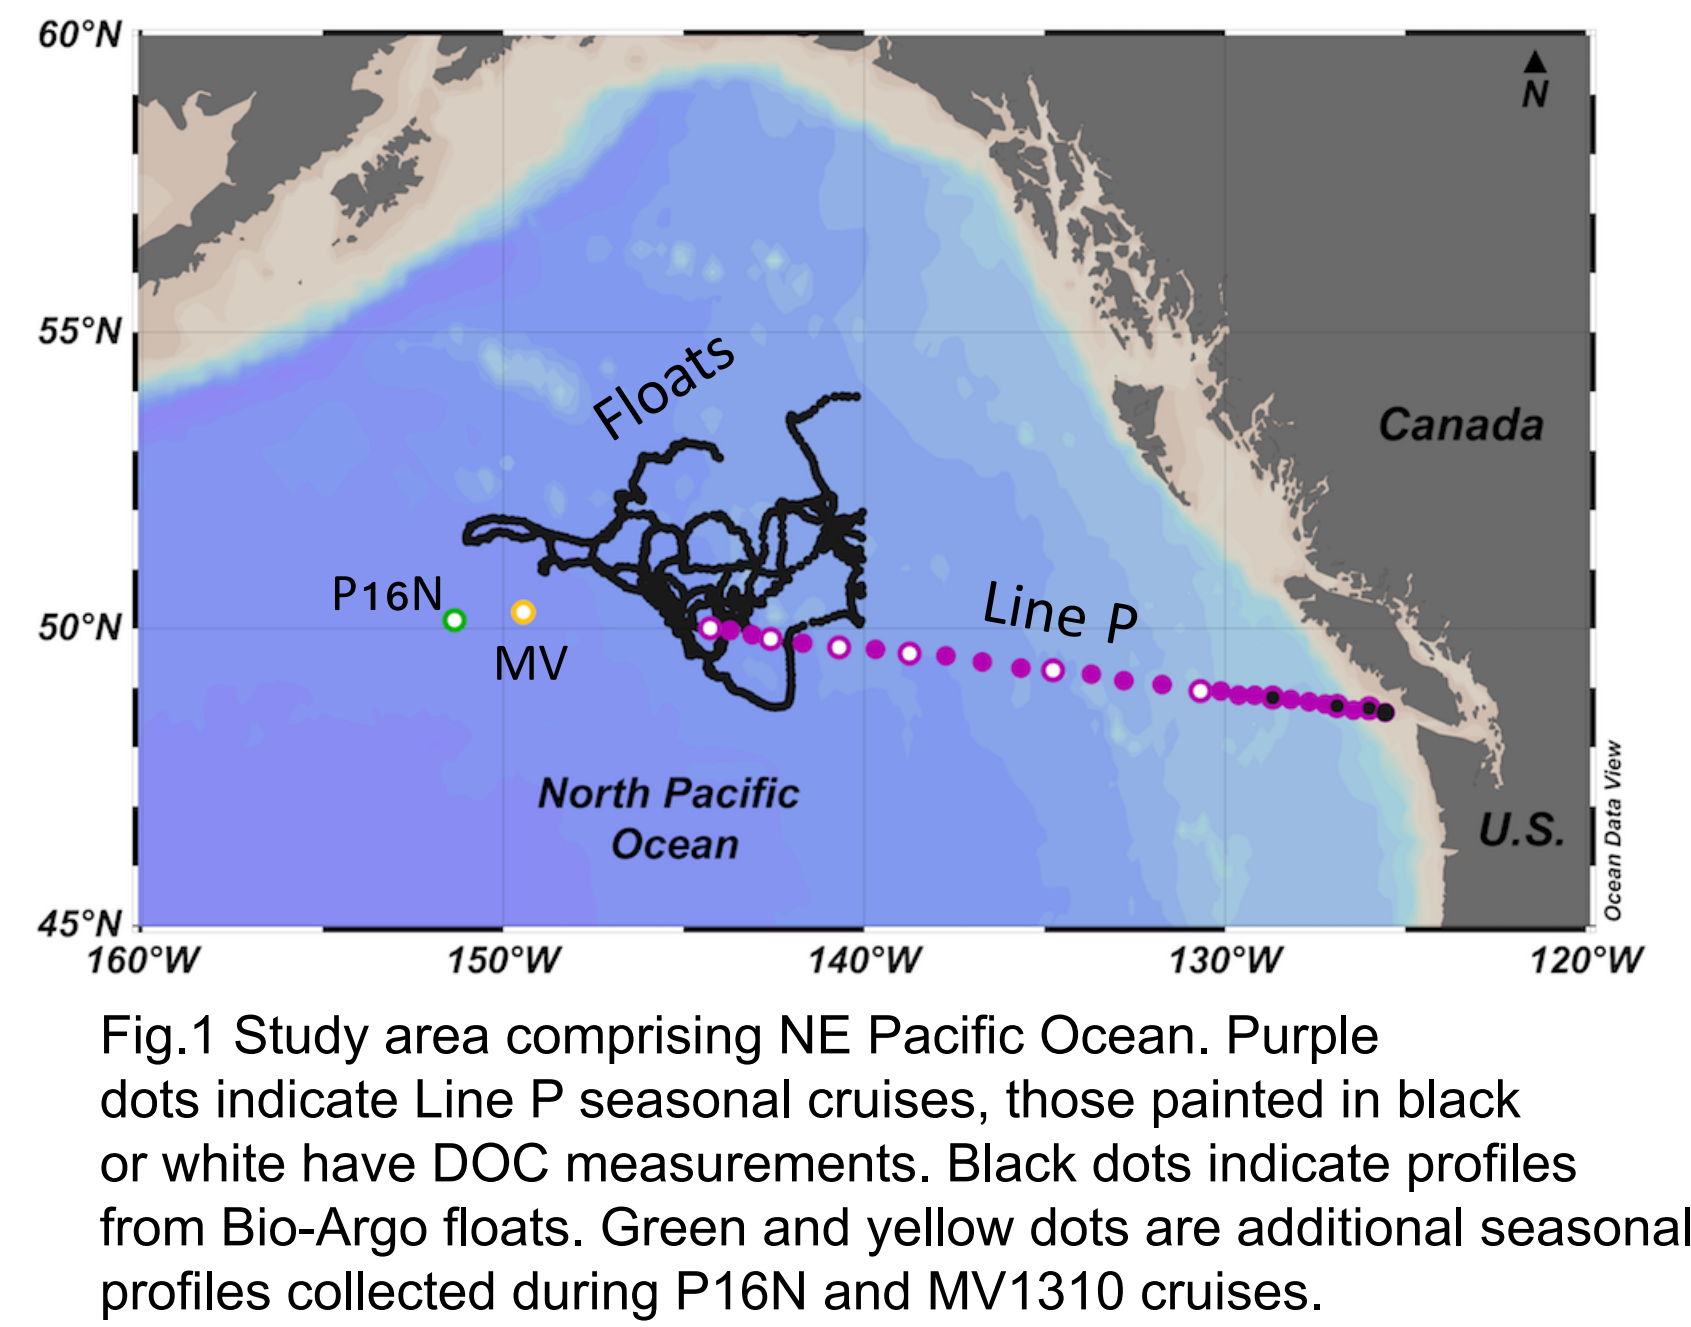 60°N
N
55°N
Floats
Canada
P16N
50°N
MV
Line P
North Pacific
Ocean
U.S.
Ocean Data View
45°N
160°W
150°W
140°W
130°W
120°W
Fig.1 Study area comprising NE Pacific Ocean. Purple
dots indicate Line P seasonal cruises, those painted in black
or white have DOC measurements. Black dots indicate profiles
from Bio-Argo floats. Green and yellow dots are additional seasonal
profiles collected during P16N and MV1310 cruises.